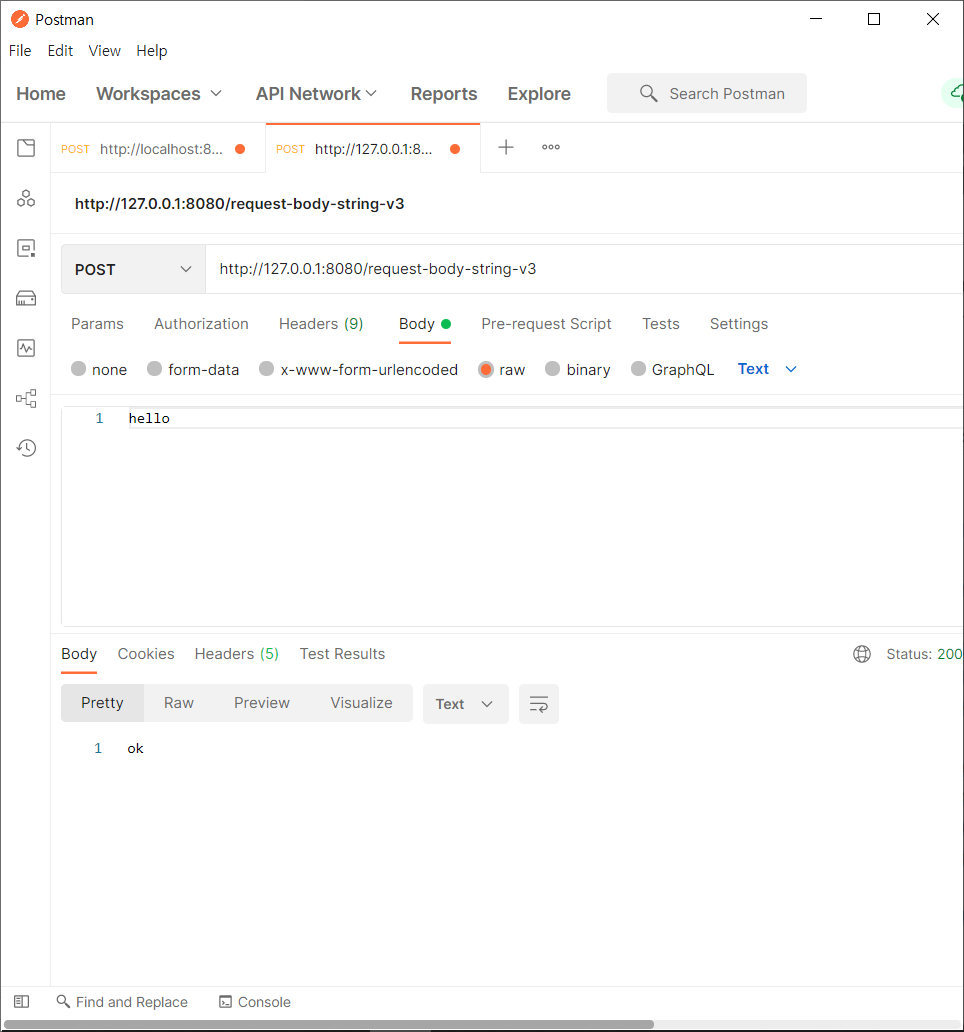 Postman
File Edit View Help
Home Workspaces API Network Reports Explore Search Postman
POST http://localhost:8... POST http://127.0.0.1:8...
http://127.0.0.1:8080/request-body-string-v3
POST http://127.0.0.1:8080/request-body-string-v3
Params Authorization Headers (9) Body Pre-request Script Tests Settings
none form-data x-www-form-urlencoded raw binary GraphQL Text
1 hello
Body Cookies Headers (5) Test Results Status: 200
Pretty Raw Preview Visualize Text
1 ok
Find and Replace Console